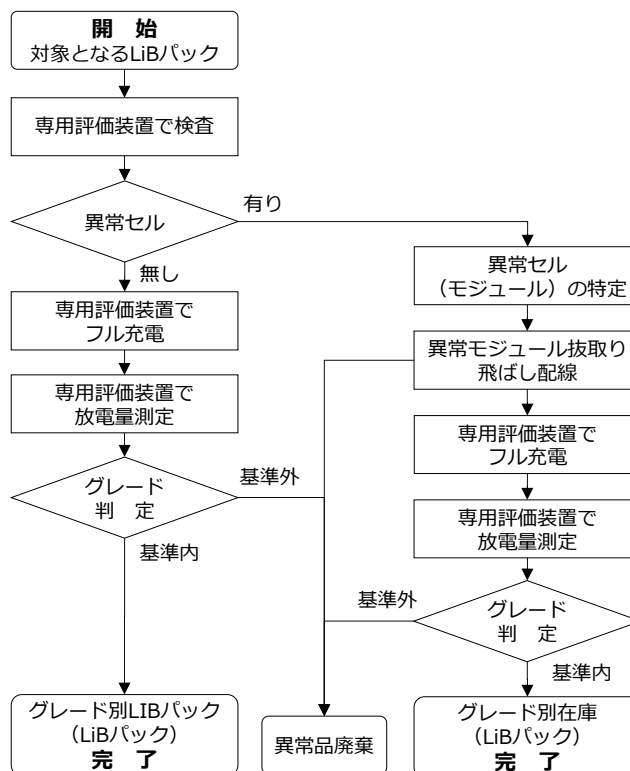 開　始
対象となるLiBパック
専用評価装置で検査
異常セル
有り
無し
専用評価装置で
フル充電
専用評価装置で
放電量測定
グレード
判　定
基準外
基準内
グレード別LIBパック
(LiBパック)
完　了
異常セル
（モジュール）の特定
異常モジュール抜取り
飛ばし配線
専用評価装置で
フル充電
専用評価装置で
放電量測定
グレード
判　定
基準外
基準内
グレード別在庫
(LiBパック)
完　了
異常品廃棄